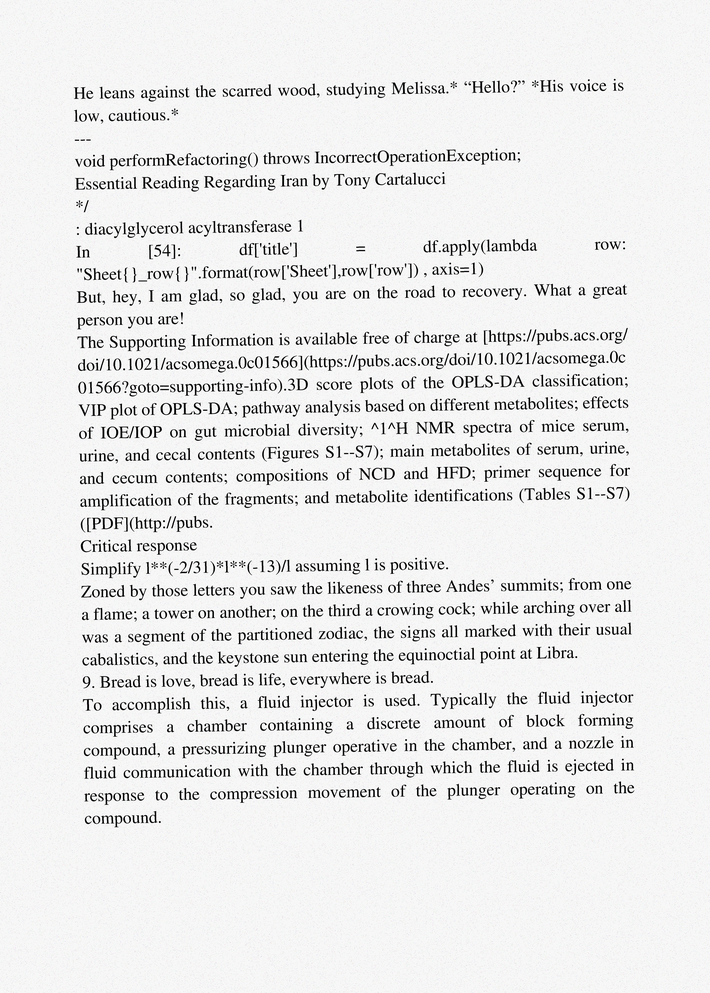 He leans against the scarred wood, studying Melissa.* “Hello?” *His voice is
low, cautious.*
---
void performRefactoring() throws IncorrectOperationException;
Essential Reading Regarding Iran by Tony Cartalucci
*/
: diacylglycerol acyltransferase 1
In [54]: df['title'] = df.apply(lambda row:
"Sheet{}_row{}".format(row['Sheet'],row['row']) , axis=1)
But, hey, I am glad, so glad, you are on the road to recovery. What a great
person you are!
The Supporting Information is available free of charge at [https://pubs.acs.org/
doi/10.1021/acsomega.0c01566](https://pubs.acs.org/doi/10.1021/acsomega.0c
01566?goto=supporting-info).3D score plots of the OPLS-DA classification;
VIP plot of OPLS-DA; pathway analysis based on different metabolites; effects
of IOE/IOP on gut microbial diversity; ^1^H NMR spectra of mice serum,
urine, and cecal contents (Figures S1--S7); main metabolites of serum, urine,
and cecum contents; compositions of NCD and HFD; primer sequence for
amplification of the fragments; and metabolite identifications (Tables S1--S7)
([PDF](http://pubs.
Critical response
Simplify l**(-2/31)*l**(-13)/l assuming l is positive.
Zoned by those letters you saw the likeness of three Andes’ summits; from one
a flame; a tower on another; on the third a crowing cock; while arching over all
was a segment of the partitioned zodiac, the signs all marked with their usual
cabalistics, and the keystone sun entering the equinoctial point at Libra.
9. Bread is love, bread is life, everywhere is bread.
To accomplish this, a fluid injector is used. Typically the fluid injector
comprises a chamber containing a discrete amount of block forming
compound, a pressurizing plunger operative in the chamber, and a nozzle in
fluid communication with the chamber through which the fluid is ejected in
response to the compression movement of the plunger operating on the
compound.